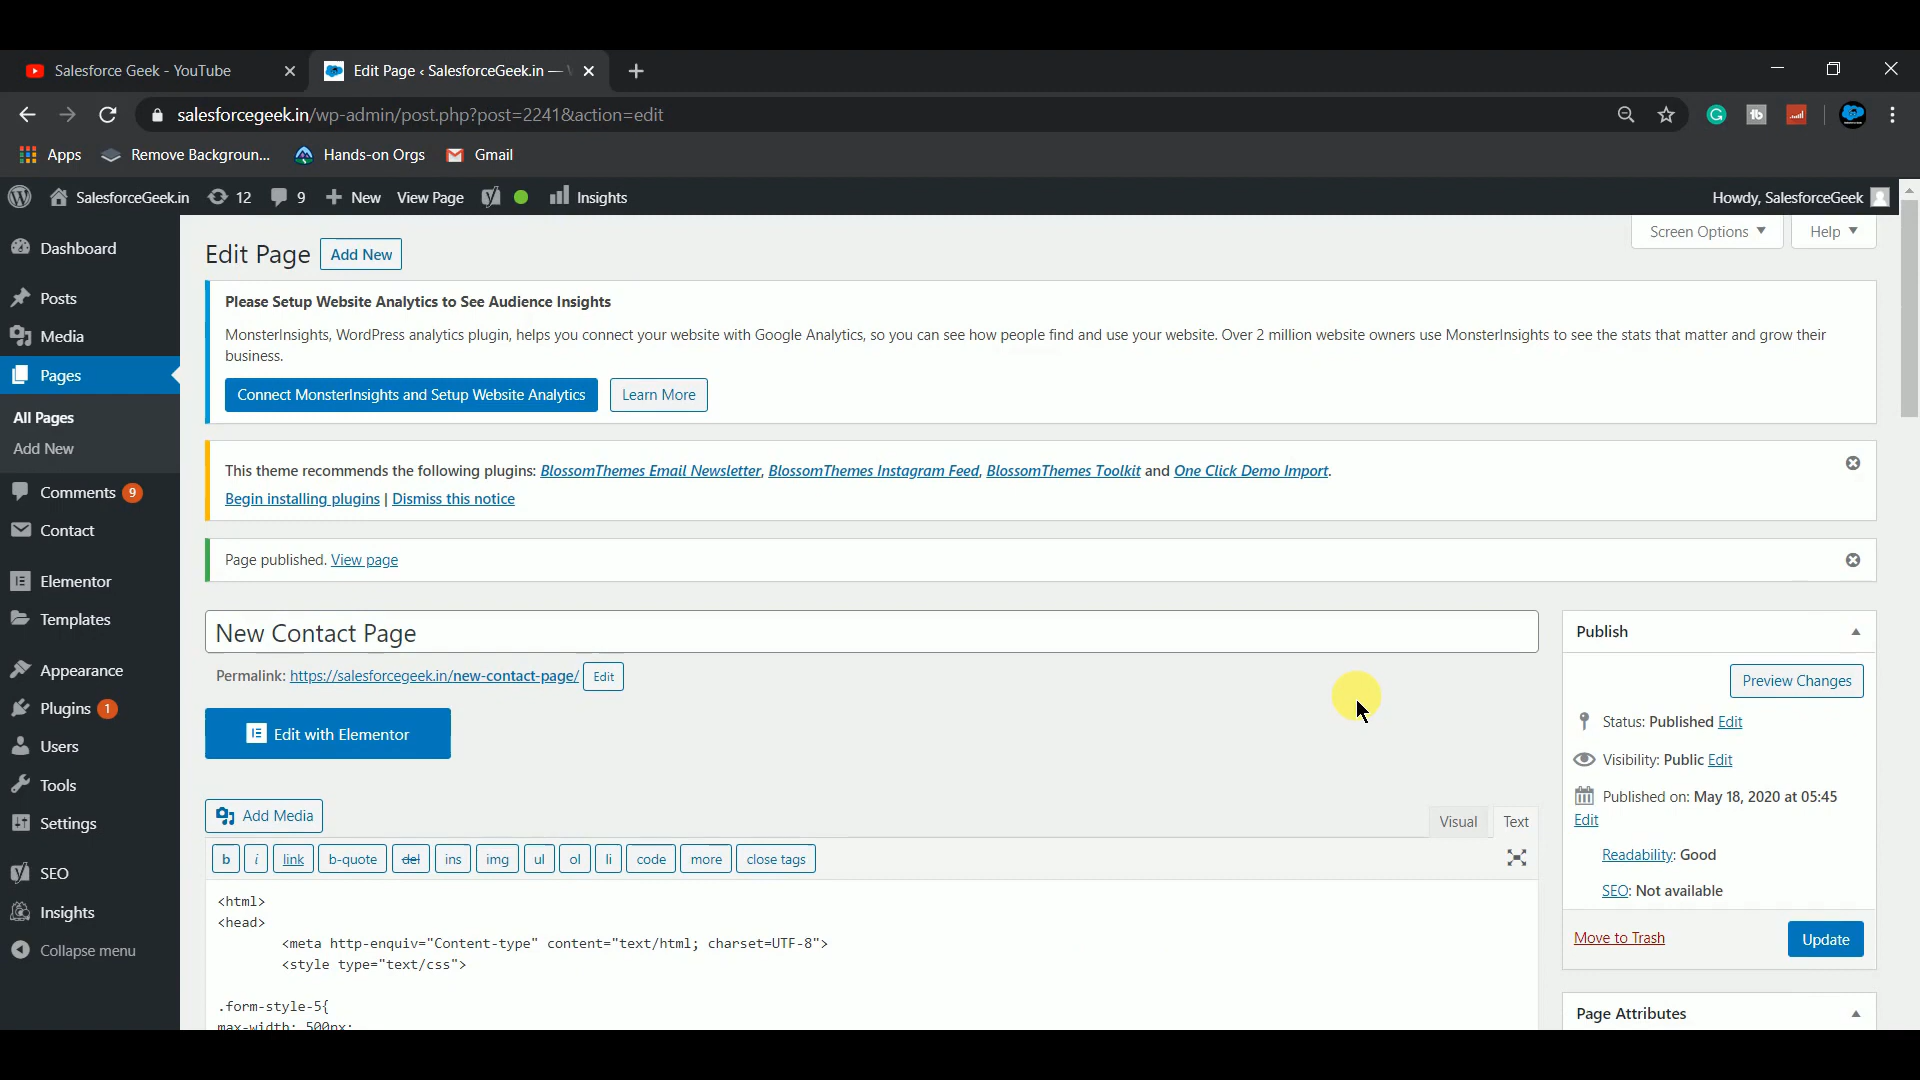 Salesforce Geek - YouTube
Edit Page ‹ SalesforceGeek.in —
salesforcegeek.in/wp-admin/post.php?post=2241&action=edit
Apps
Remove Backgroun...
Hands-on Orgs
Gmail
SalesforceGeek.in
12
9
New
View Page
Insights
Howdy, SalesforceGeek
Dashboard
Posts
Media
Pages
All Pages
Add New
Comments 9
Contact
Elementor
Templates
Appearance
Plugins 1
Users
Tools
Settings
SEO
Insights
Collapse menu
Screen Options
Help
Edit Page
Add New
Please Setup Website Analytics to See Audience Insights
MonsterInsights, WordPress analytics plugin, helps you connect your website with Google Analytics, so you can see how people find and use your website. Over 2 million website owners use MonsterInsights to see the stats that matter and grow their
business.
Connect MonsterInsights and Setup Website Analytics
Learn More
This theme recommends the following plugins: BlossomThemes Email Newsletter, BlossomThemes Instagram Feed, BlossomThemes Toolkit and One Click Demo Import.
Begin installing plugins | Dismiss this notice
Page published. View page
New Contact Page
Permalink: https://salesforcegeek.in/new-contact-page/ Edit
Edit with Elementor
Add Media
Visual
Text
b
i
link
b-quote
del
ins
img
ul
ol
li
code
more
close tags
<html>
<head>
<meta http-enquiv="Content-type" content="text/html; charset=UTF-8">
<style type="text/css">
.form-style-5{
max-width: 500px;
Publish
Preview Changes
Status: Published Edit
Visibility: Public Edit
Published on: May 18, 2020 at 05:45
Edit
Readability: Good
SEO: Not available
Move to Trash
Update
Page Attributes